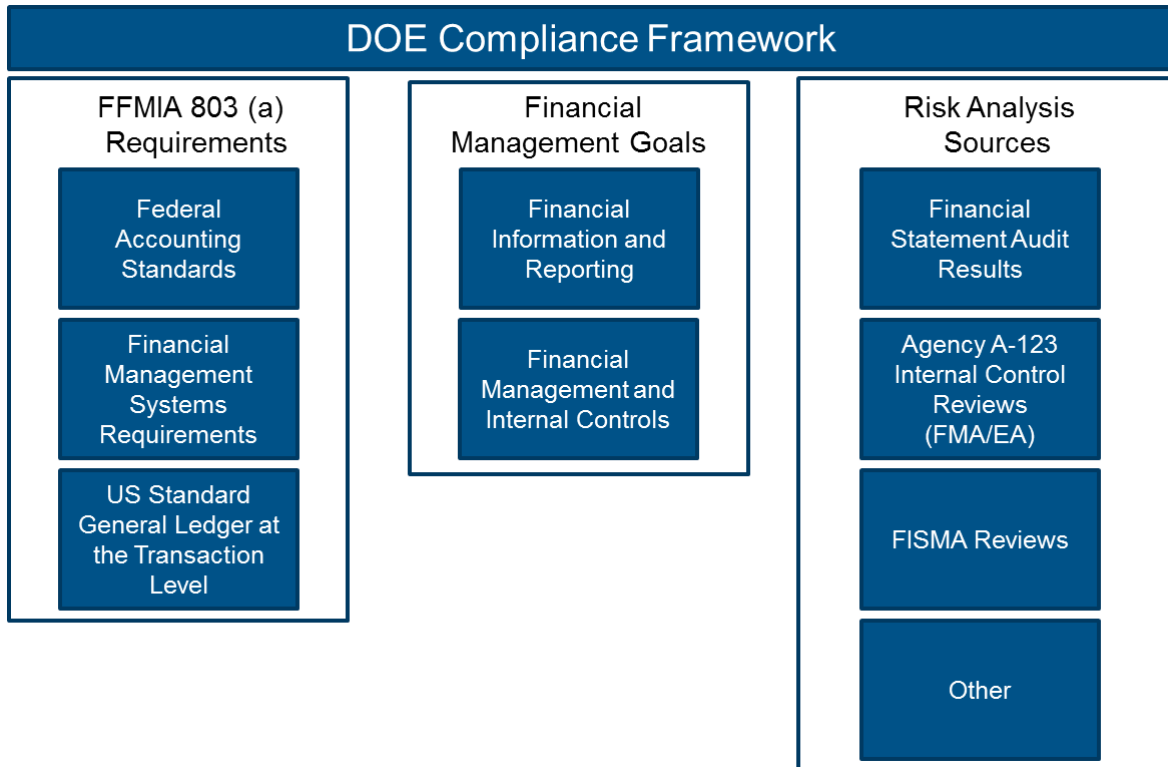 DOE Compliance Framework
FFMIA 803 (a)
Requirements
Federal
Accounting
Standards
Financial
Management
Systems
Requirements
US Standard
General Ledger at
the Transaction
Level
Financial
Management Goals
Financial
Information and
Reporting
Financial
Management and
Internal Controls
Risk Analysis
Sources
Financial
Statement Audit
Results
Agency A-123
Internal Control
Reviews
(FMA/EA)
FISMA Reviews
Other